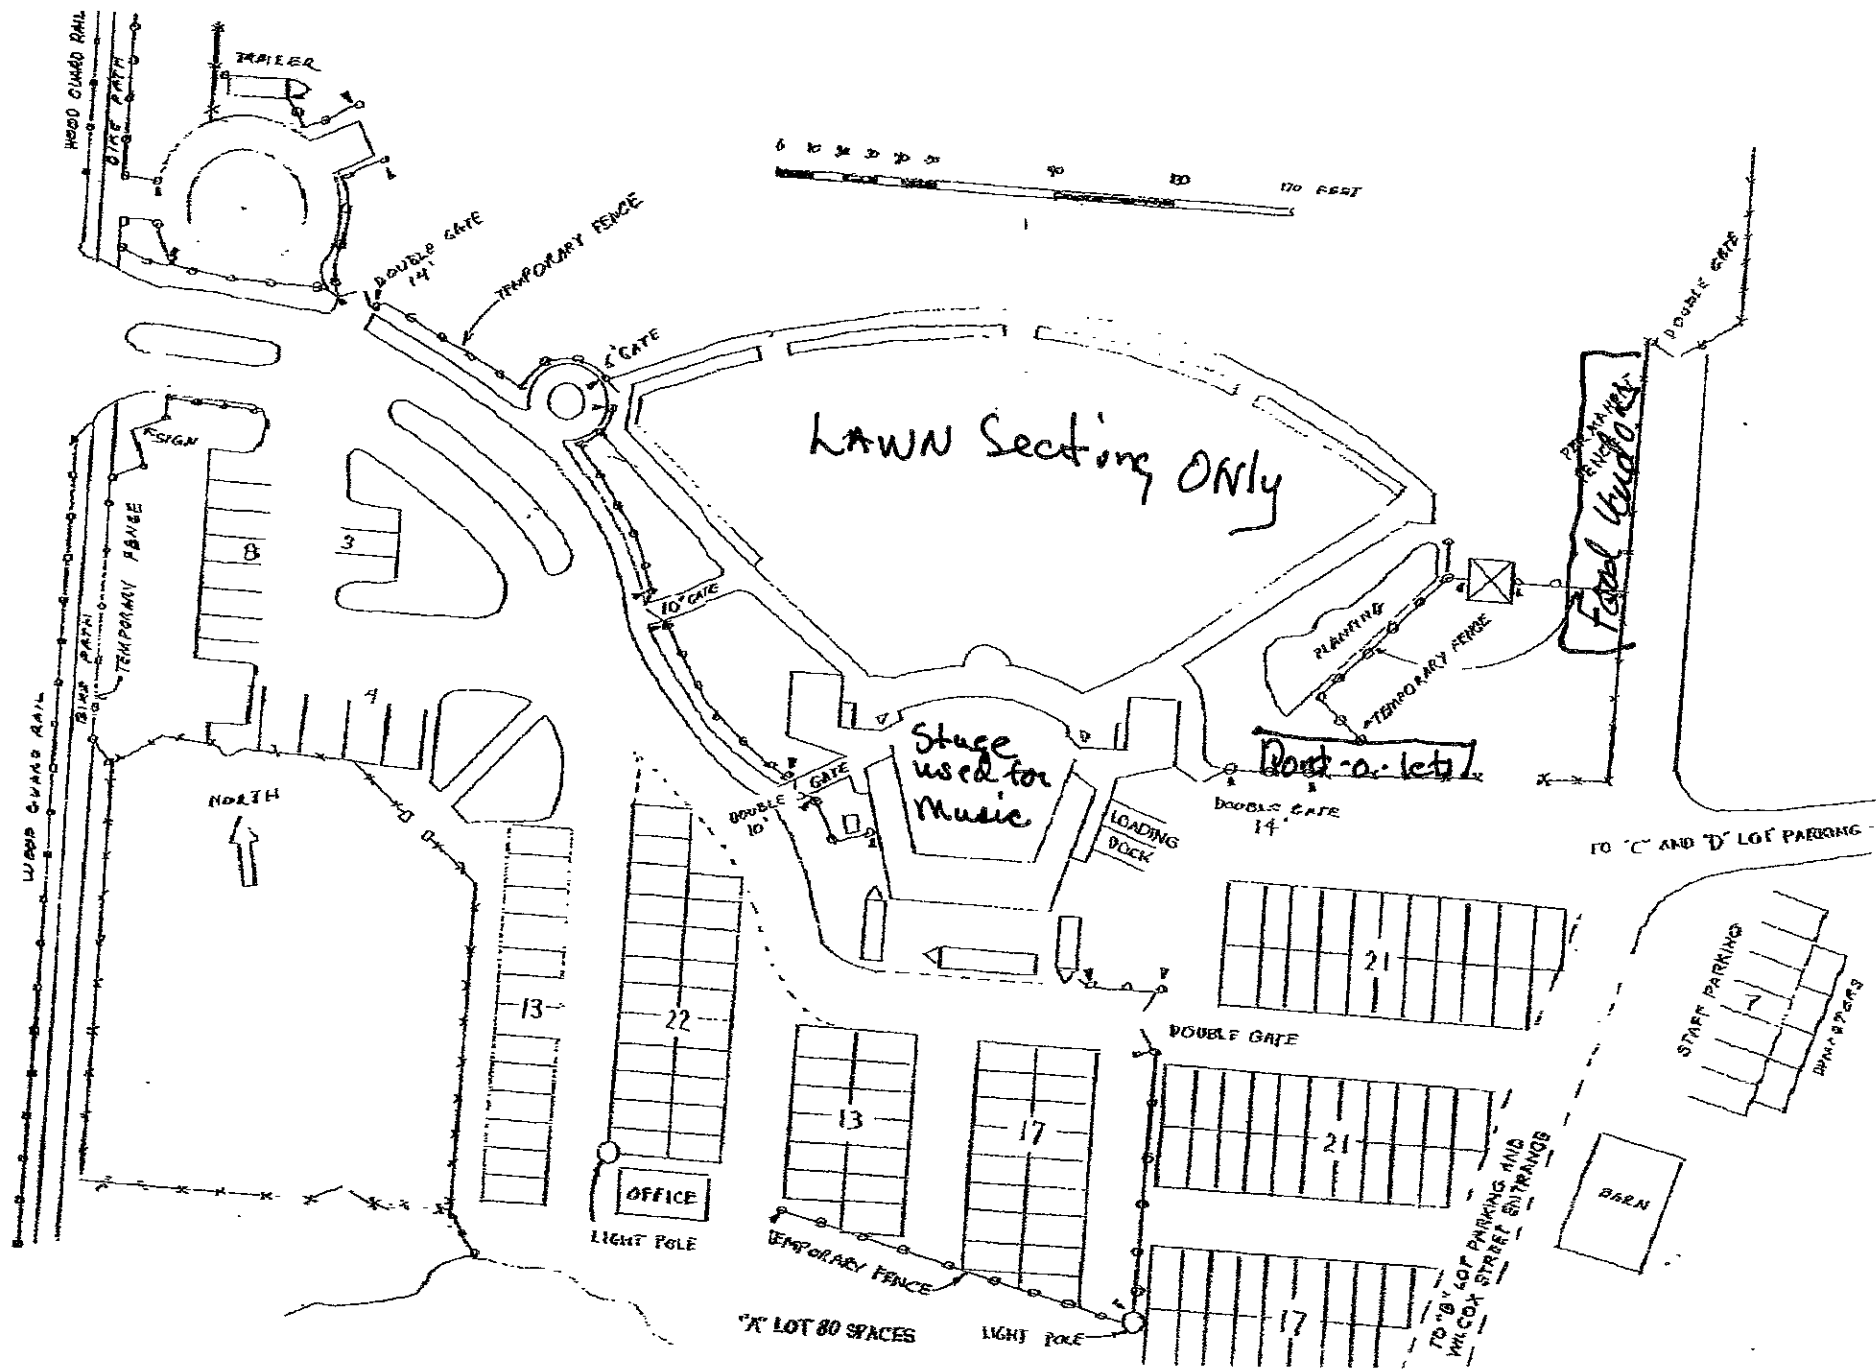 WOOD GUARD RAIL
BIKE PATH
TRAILER
170 FEET
DOUBLE GATE
14'
TEMPORARY FENCE
GATE
DOUBLE GATE
LAWN Section ONLY
PERMANENT
FENCE
Food Vendors
SIGN
TEMPORARY FENCE
8
3
10' GATE
PLANTING
TEMPORARY FENCE
BIKE PATH
WOOD GUARD RAIL
4
NORTH
Stage
used for
Music
Port-o-lets
DOUBLE GATE
10'
DOUBLE GATE
14'
LOADING
DOCK
TO "C" AND "D" LOT PARKING
13
22
21
STAFF PARKING
7
DUMPSTERS
DOUBLE GATE
13
17
21
OFFICE
LIGHT POLE
TEMPORARY FENCE
BARN
TO "B" LOT PARKING AND
WILCOX STREET ENTRANCE
17
"A" LOT 80 SPACES
LIGHT POLE